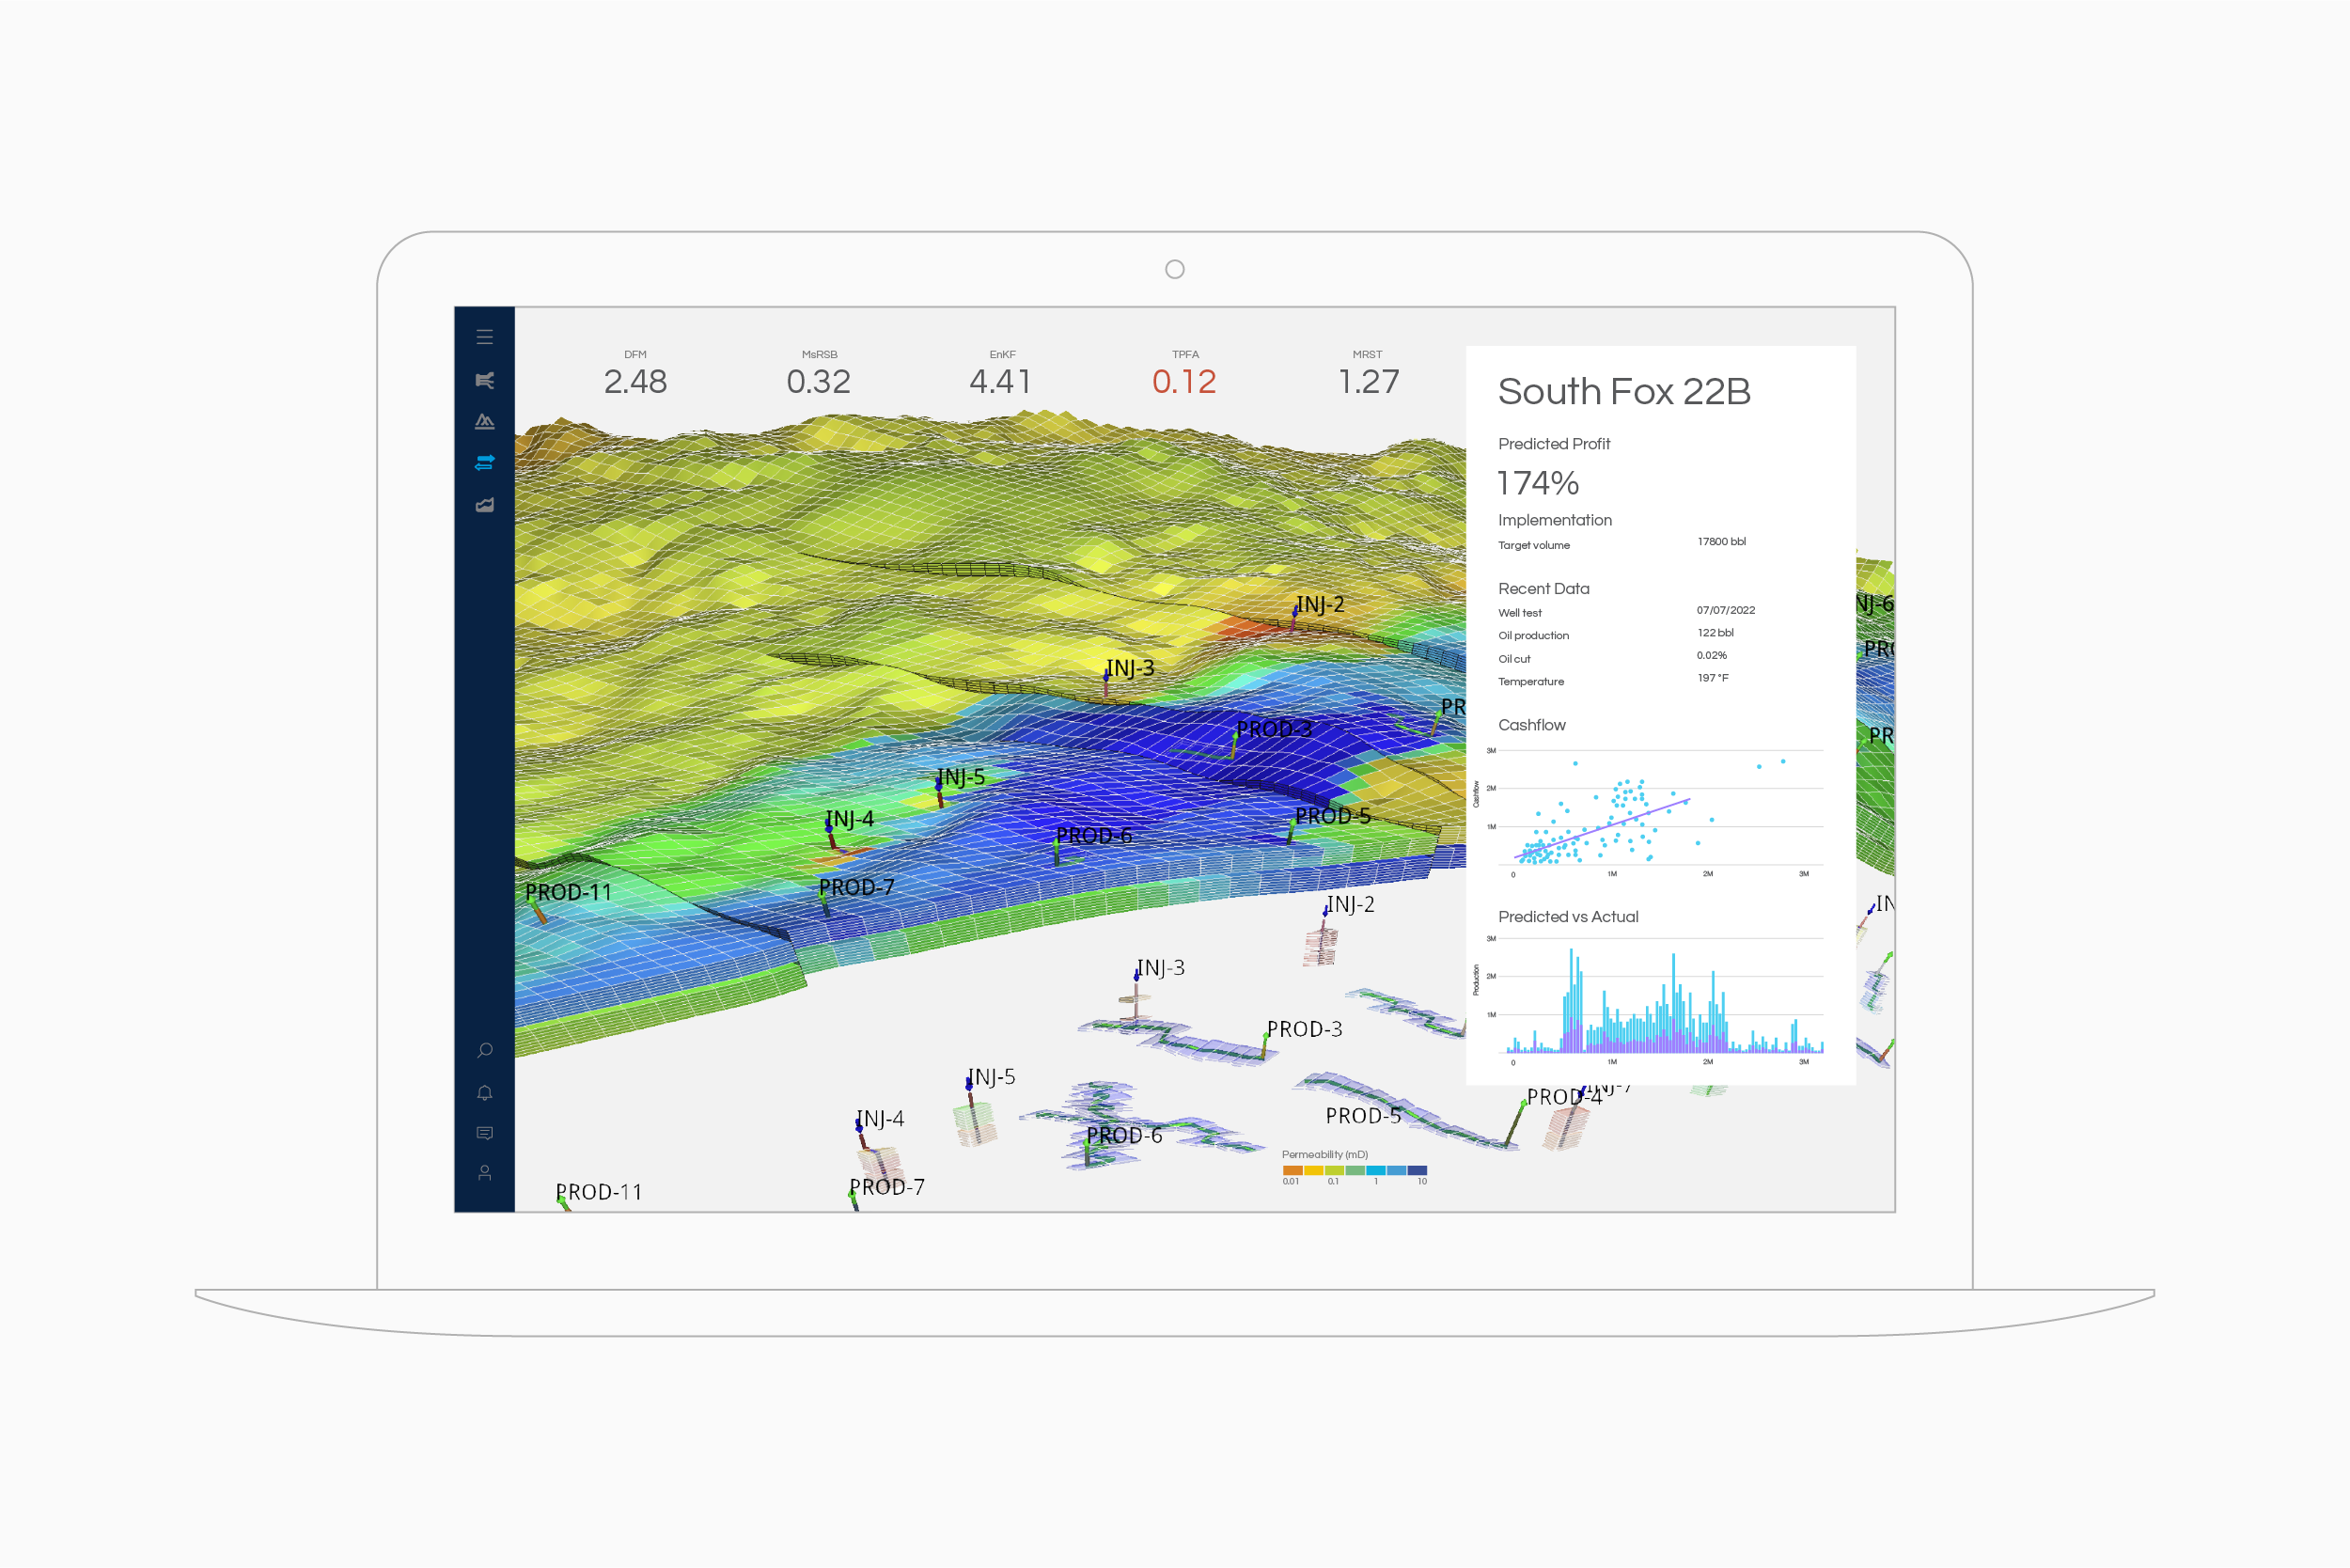 DFM MsRSB EnKF TPFA MRST
2.48 0.32 4.41 0.12 1.27
South Fox 22B
Predicted Profit
174%
Implementation
Target volume 17800 bbl
Recent Data
Well test 07/07/2022
Oil production 122 bbl
Oil cut 0.02%
Temperature 197 °F
Cashflow
3M
2M
1M
Cashflow
0 1M 2M 3M
Predicted vs Actual
3M
2M
1M
Production
0 1M 2M 3M
INJ-2
NJ-6
PR
INJ-3
PR
PROD-3
PR
INJ-5
INJ-4
PROD-5
PROD-6
PROD-7
PROD-11
INJ-2
IN
INJ-3
PROD-3
INJ-5
INJ-7
PROD-4
INJ-4
PROD-5
PROD-6
PROD-7
PROD-11
Permeability (mD)
0.01 0.1 1 10